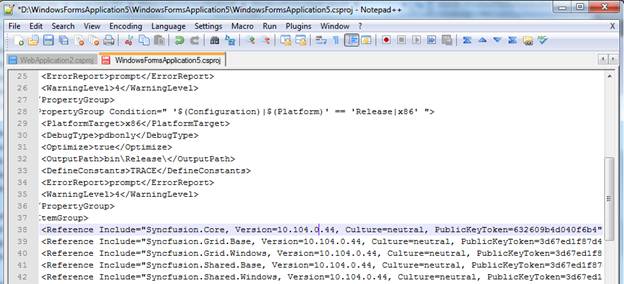 *D:\WindowsFormsApplication5\WindowsFormsApplication5\WindowsFormsApplication5.csproj - Notepad++
File Edit Search View Encoding Language Settings Macro Run Plugins Window ? X
WebApplication2.csproj WindowsFormsApplication5.csproj
25 <ErrorReport>prompt</ErrorReport>
26 <WarningLevel>4</WarningLevel>
27 /PropertyGroup>
28 PropertyGroup Condition=" '$(Configuration)|$(Platform)' == 'Release|x86' ">
29 <PlatformTarget>x86</PlatformTarget>
30 <DebugType>pdbonly</DebugType>
31 <Optimize>true</Optimize>
32 <OutputPath>bin\Release\</OutputPath>
33 <DefineConstants>TRACE</DefineConstants>
34 <ErrorReport>prompt</ErrorReport>
35 <WarningLevel>4</WarningLevel>
36 /PropertyGroup>
37 ItemGroup>
38 <Reference Include="Syncfusion.Core, Version=10.104.0.44, Culture=neutral, PublicKeyToken=632609b4d040f6b4"
39 <Reference Include="Syncfusion.Grid.Base, Version=10.104.0.44, Culture=neutral, PublicKeyToken=3d67ed1f87d4
40 <Reference Include="Syncfusion.Grid.Windows, Version=10.104.0.44, Culture=neutral, PublicKeyToken=3d67ed1f8
41 <Reference Include="Syncfusion.Shared.Base, Version=10.104.0.44, Culture=neutral, PublicKeyToken=3d67ed1f87
42 <Reference Include="Syncfusion.Shared.Windows, Version=10.104.0.44, Culture=neutral, PublicKeyToken=3d67ed1